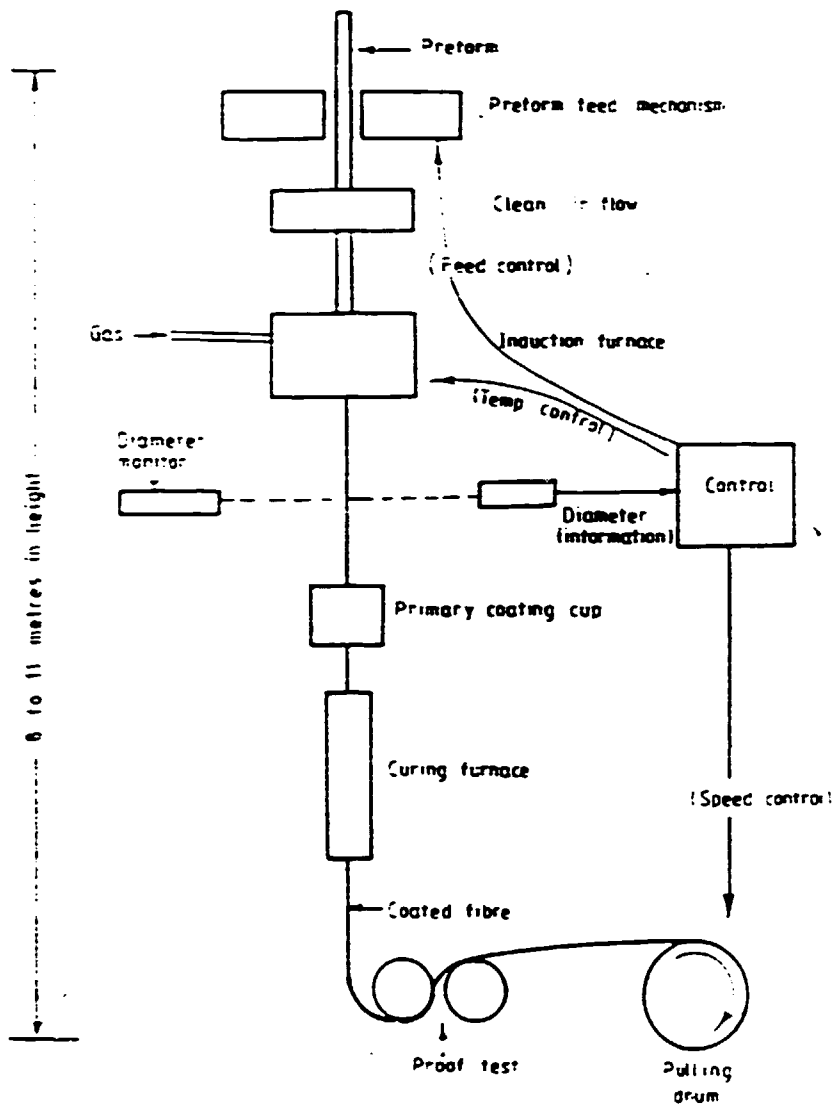 Preform
Preform feed mechanism
Clean air flow
(Feed control)
Gas
Induction furnace
(Temp control)
Diameter
monitor
Control
Diameter
(information)
Primary coating cup
Curing furnace
(Speed control)
Coated fibre
Proof test
Pulling
drum
to 11 metres in height